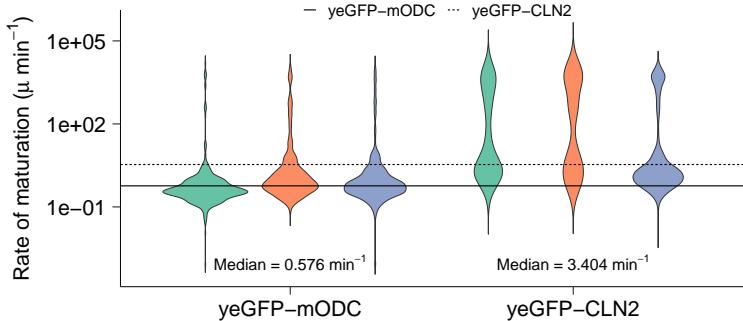 yeGFP−mODC yeGFP−CLN2
Rate of maturation (μ min⁻¹)
1e+05
1e+02
1e−01
Median = 0.576 min⁻¹ Median = 3.404 min⁻¹
yeGFP−mODC yeGFP−CLN2